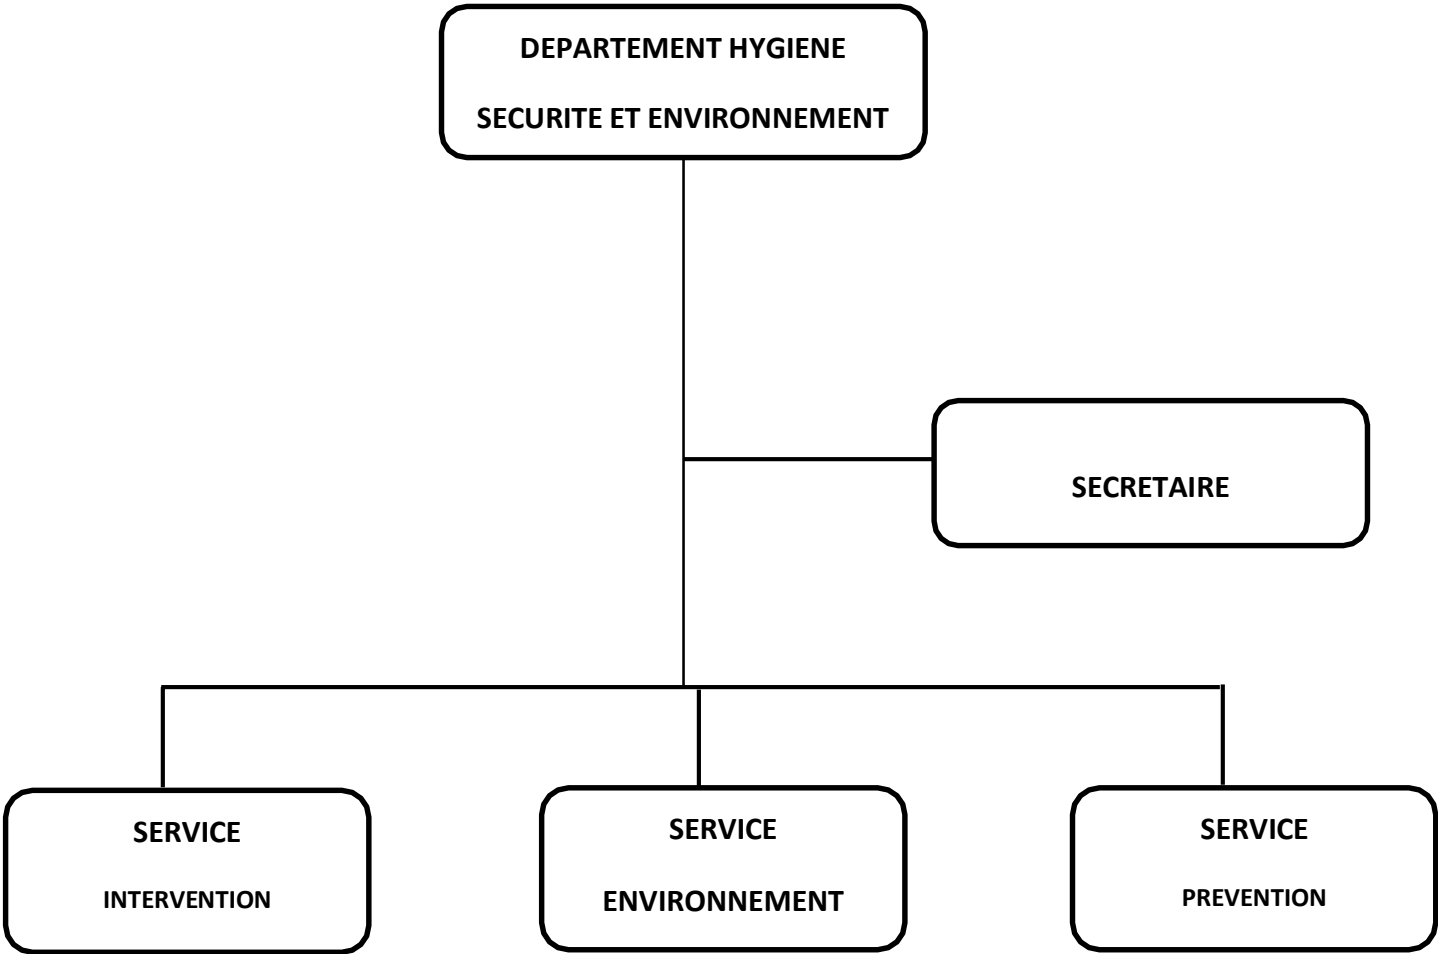 DEPARTEMENT HYGIENE
SECURITE ET ENVIRONNEMENT
SECRETAIRE
SERVICE
INTERVENTION
SERVICE
ENVIRONNEMENT
SERVICE
PREVENTION